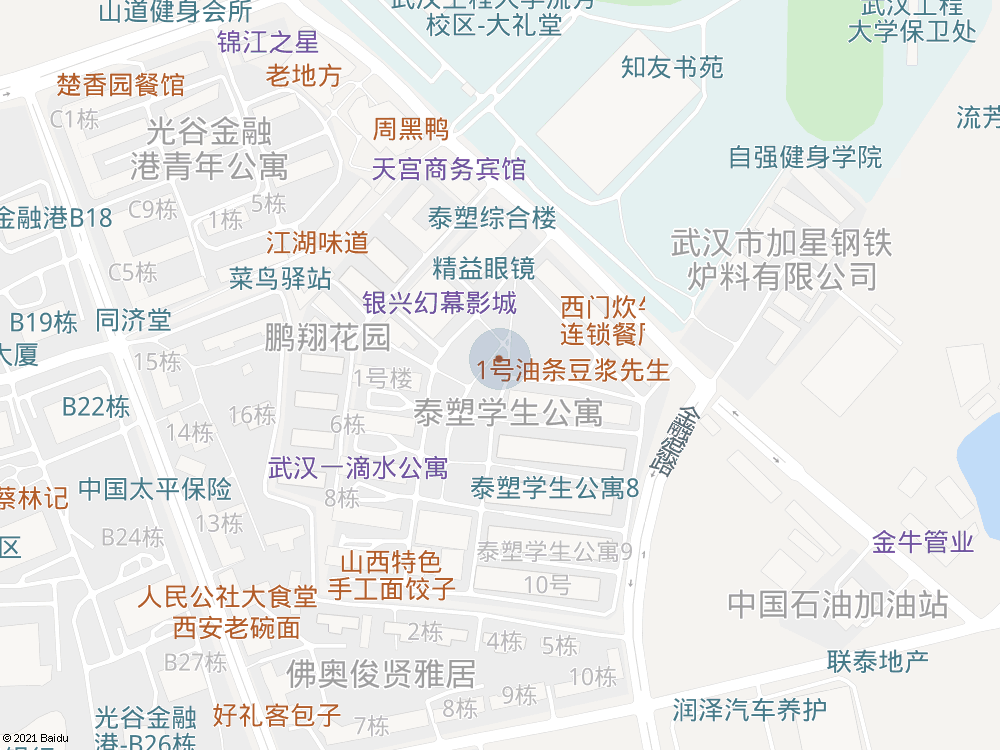 山道健身会所
武汉工程大学流芳
校区-大礼堂
武汉工程
大学保卫处
锦江之星
老地方
知友书苑
楚香园餐馆
C1栋
光谷金融
港青年公寓
周黑鸭
流芳
天宫商务宾馆
自强健身学院
C9栋
5栋
1栋
金融港B18
泰塑综合楼
江湖味道
武汉市加星钢铁
炉料有限公司
C5栋
菜鸟驿站
精益眼镜
银兴幻幕影城
西门炊
连锁餐
B19栋
同济堂
鹏翔花园
大厦
15栋
1号油条豆浆先生
1号楼
B22栋
16栋
泰塑学生公寓
6栋
14栋
金融港路
武汉一滴水公寓
中国太平保险
8栋
泰塑学生公寓8
蔡林记
13栋
B24栋
区
金牛管业
泰塑学生公寓9
山西特色
手工面饺子
10号
人民公社大食堂
西安老碗面
中国石油加油站
2栋
4栋
5栋
B27栋
佛奥俊贤雅居
10栋
联泰地产
9栋
8栋
光谷金融
港-B26栋
好礼客包子
7栋
润泽汽车养护
© 2021 Baidu